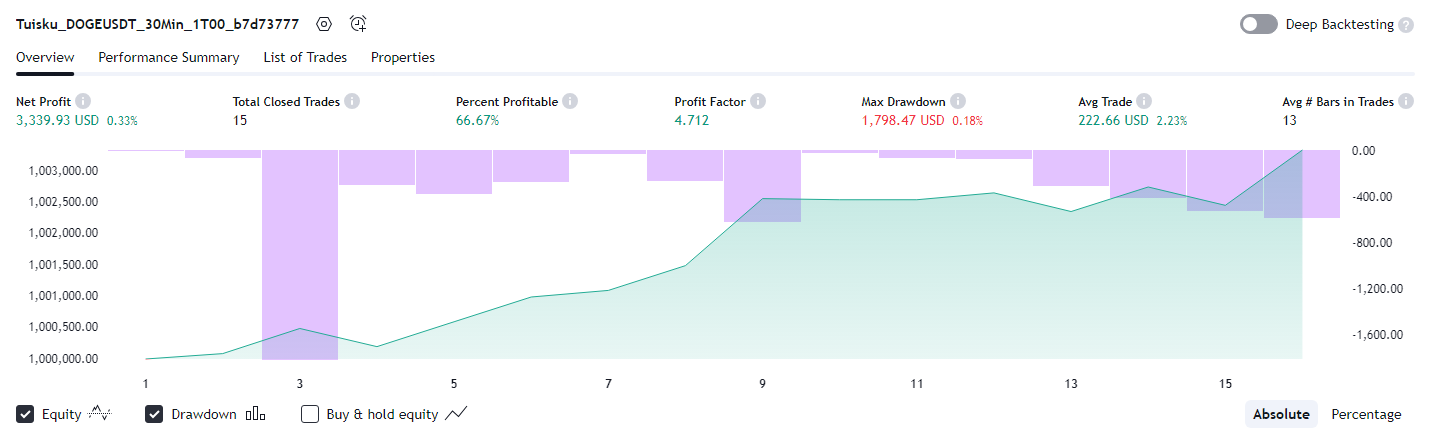 Tuisku_DOGEUSDT_30Min_1T00_b7d73777
Deep Backtesting ?
Overview Performance Summary List of Trades Properties
Net Profit Total Closed Trades Percent Profitable Profit Factor Max Drawdown Avg Trade Avg # Bars in Trades
3,339.93 USD 0.33% 15 66.67% 4.712 1,798.47 USD 0.18% 222.66 USD 2.23% 13
0.00
1,003,000.00
1,002,500.00 -400.00
1,002,000.00
-800.00
1,001,500.00
-1,200.00
1,001,000.00
1,000,500.00 -1,600.00
1,000,000.00
1 3 5 7 9 11 13 15
Equity Drawdown Buy & hold equity Absolute Percentage